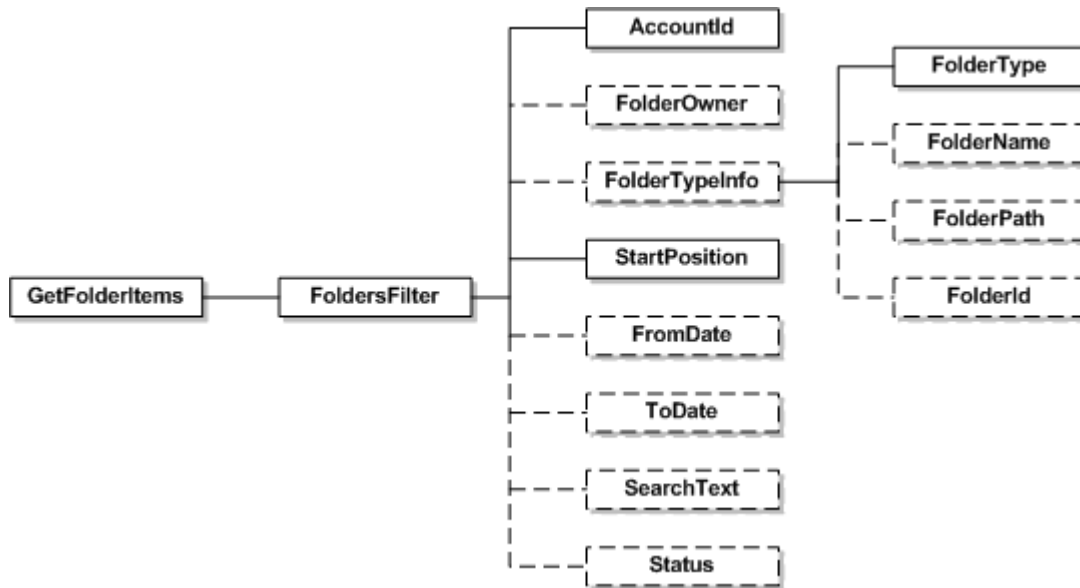 GetFolderItems
FoldersFilter
AccountId
FolderOwner
FolderTypeInfo
StartPosition
FromDate
ToDate
SearchText
Status
FolderType
FolderName
FolderPath
FolderId